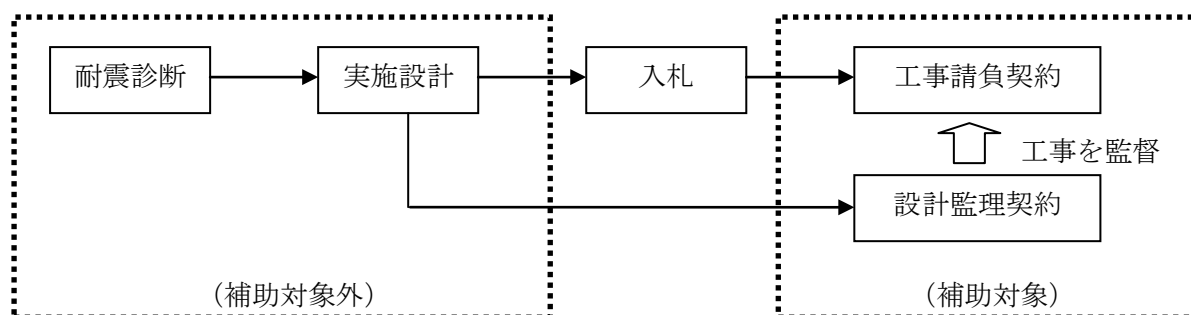 耐震診断
実施設計
入札
工事請負契約
工事を監督
設計監理契約
（補助対象外）
（補助対象）